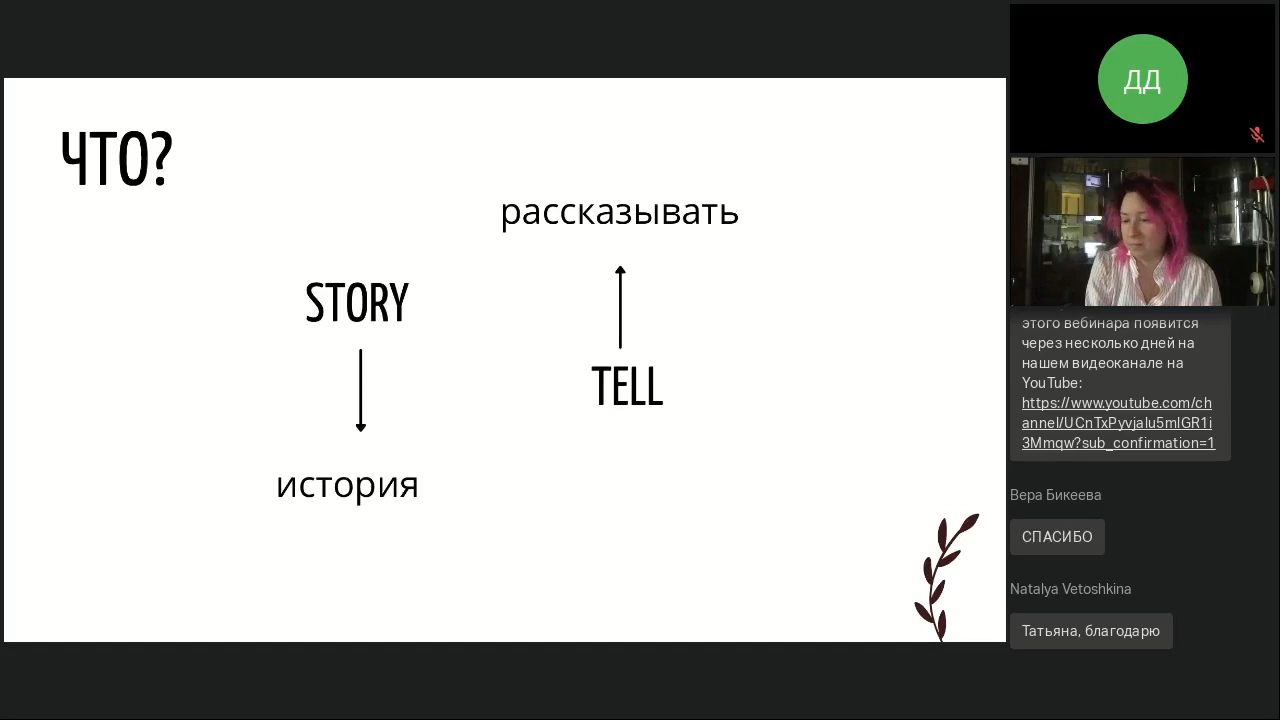 ЧТО?
рассказывать
STORY
TELL
история
ДД
этого вебинара появится
через несколько дней на
нашем видеоканале на
YouTube:
https://www.youtube.com/ch
annel/UCnTxPyvjalu5mlGR1i
3Mmqw?sub_confirmation=1
Вера Бикеева
СПАСИБО
Natalya Vetoshkina
Татьяна, благодарю